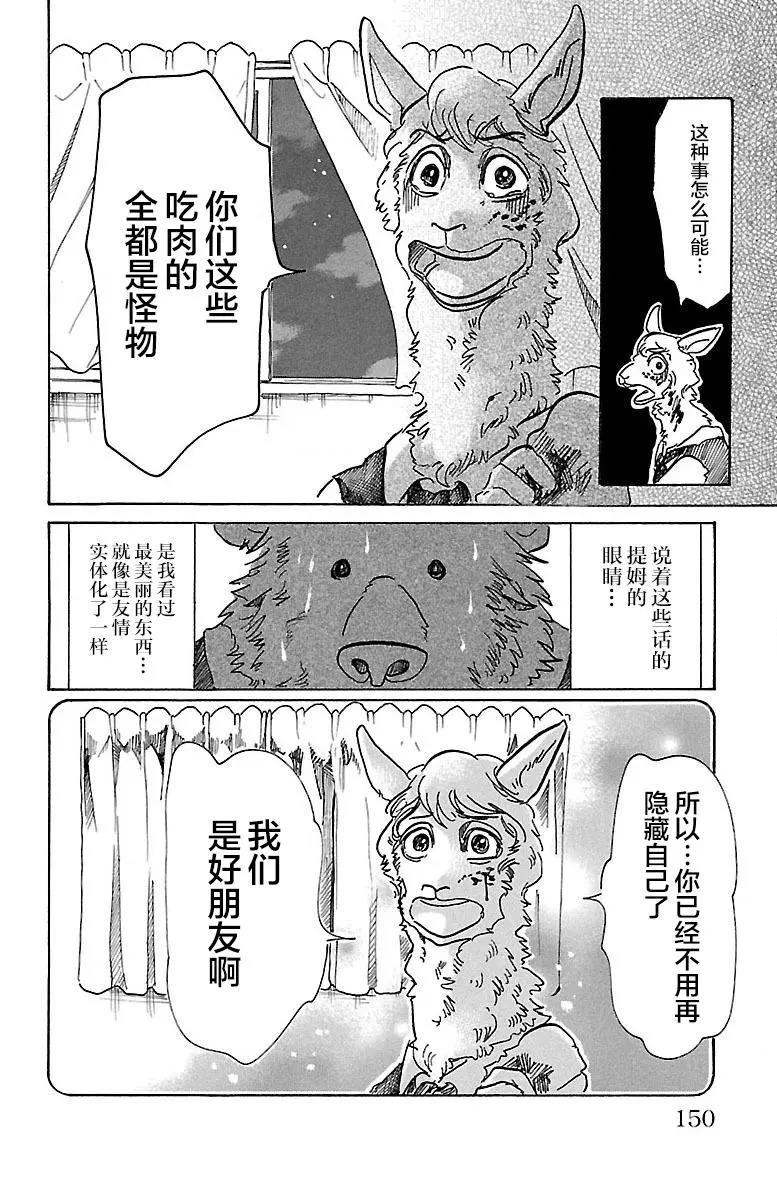 这种事怎么可能…
你们这些
吃肉的
全都是怪物
说着这些话的
提姆的
眼睛…
是我看过
最美丽的东西…
就像是友情
实体化了一样
所以…你已经不用再
隐藏自己了
我们
是好朋友啊
150